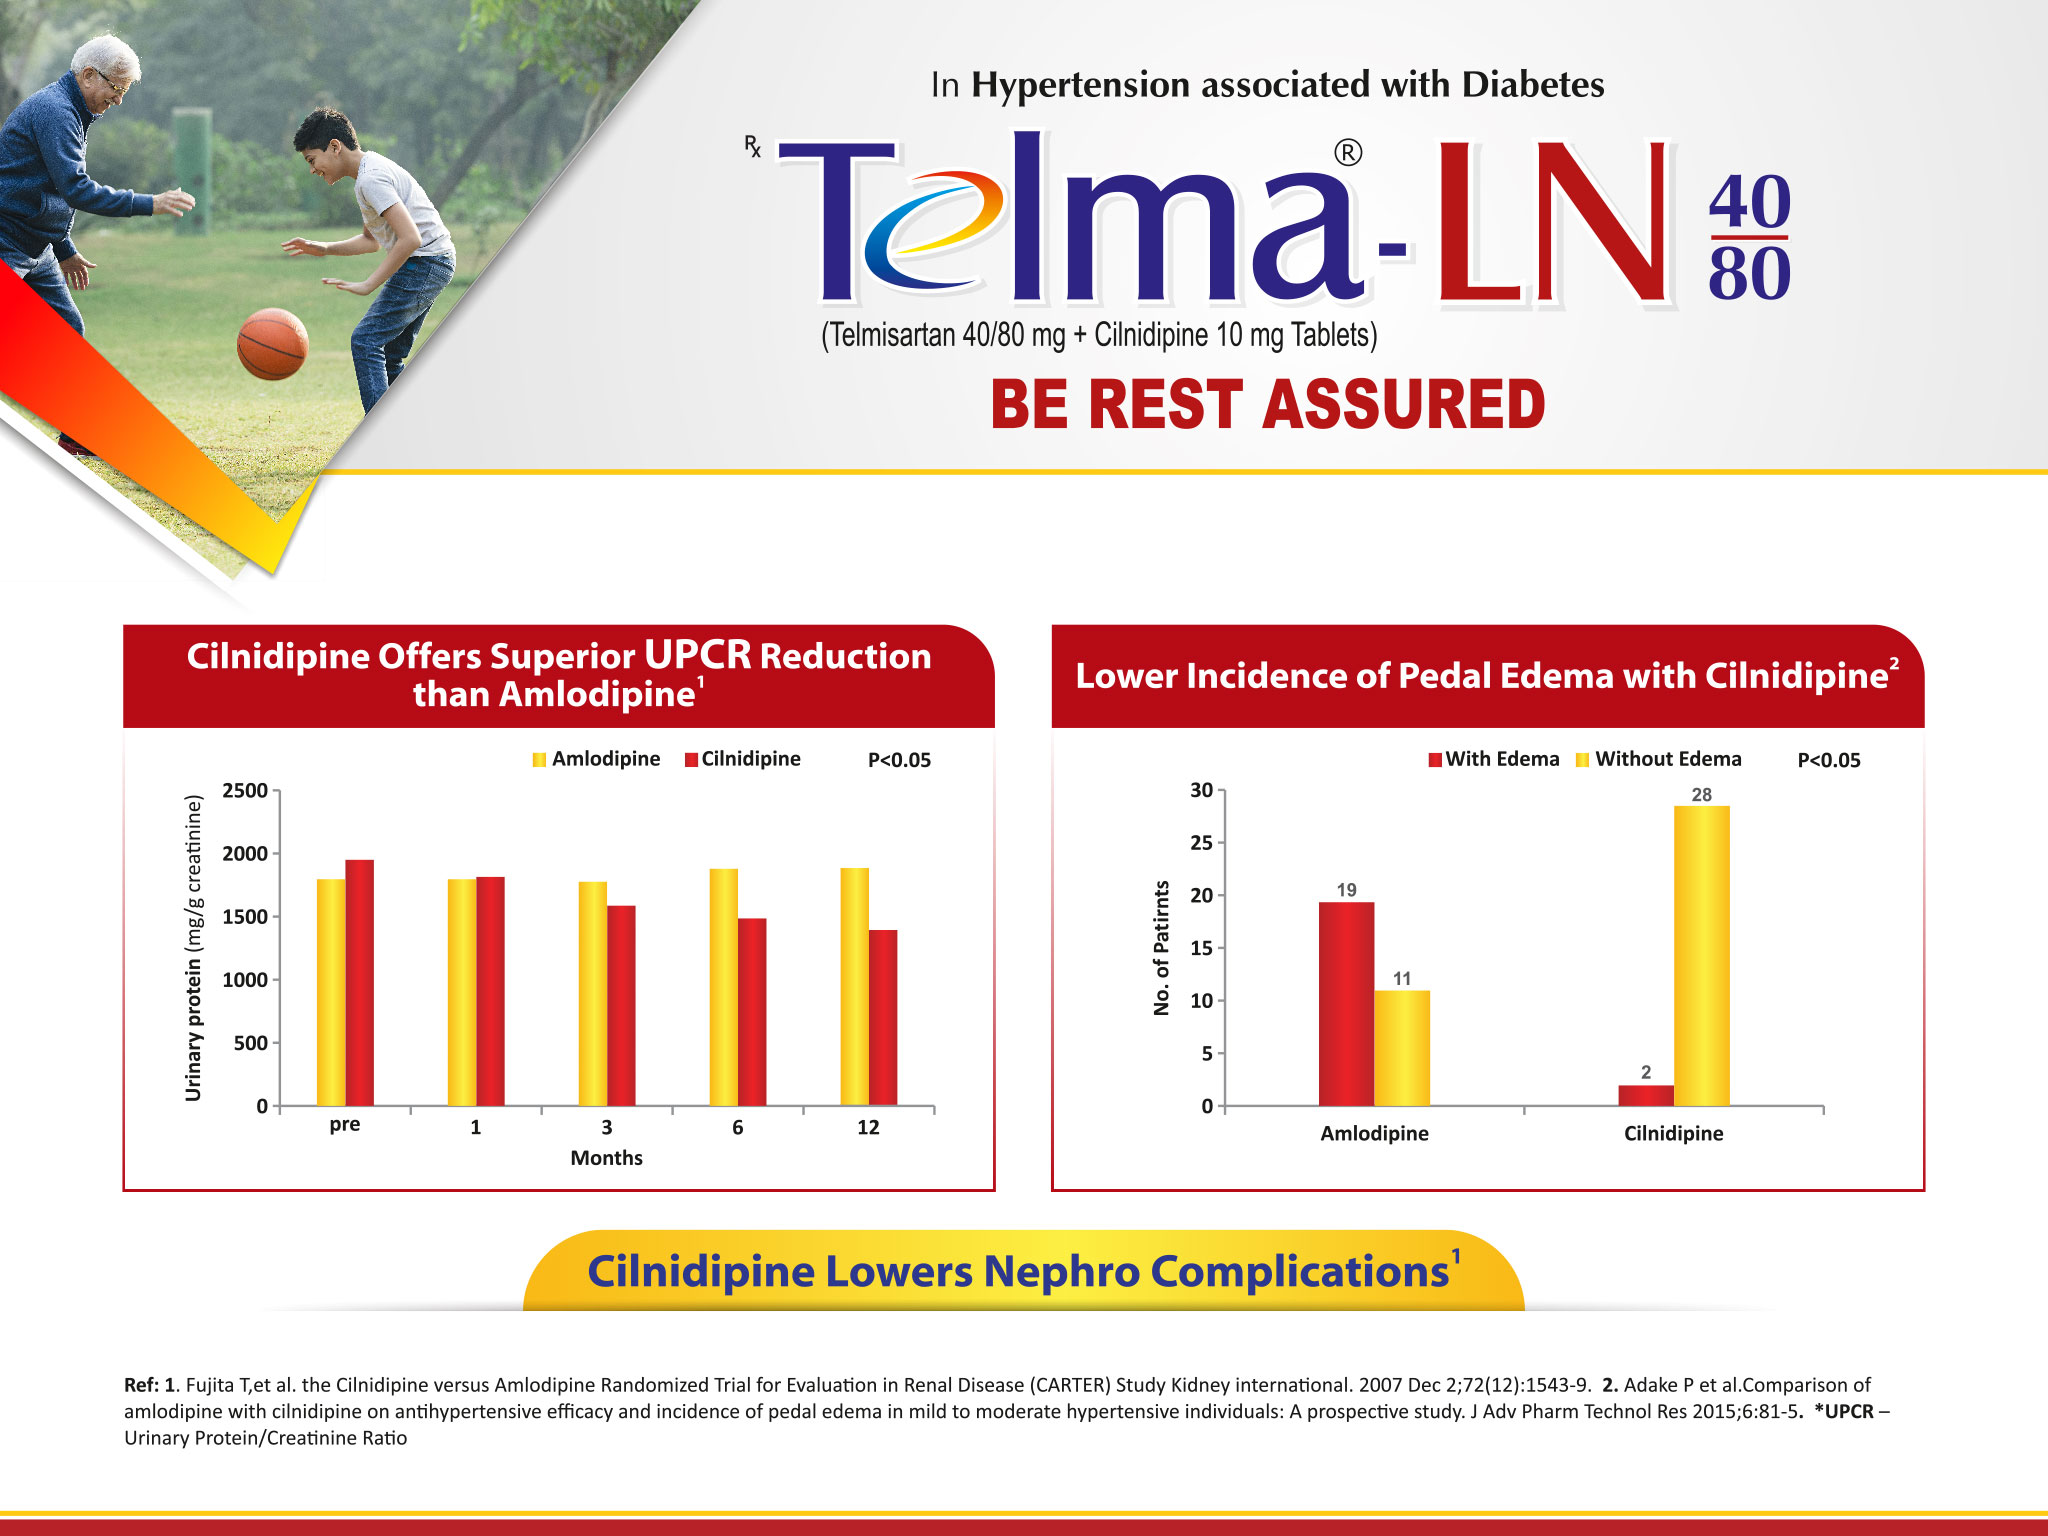 In Hypertension associated with Diabetes
Rx Telma®-LN 40
80
(Telmisartan 40/80 mg + Cilnidipine 10 mg Tablets)
BE REST ASSURED
Cilnidipine Offers Superior UPCR Reduction
than Amlodipine¹
Amlodipine Cilnidipine P<0.05
Urinary protein (mg/g creatinine)
2500
2000
1500
1000
500
0
pre 1 3 6 12
Months
Lower Incidence of Pedal Edema with Cilnidipine²
With Edema Without Edema P<0.05
No. of Patirnts
30
25
20
15
10
5
0
19
11
2
28
Amlodipine Cilnidipine
Cilnidipine Lowers Nephro Complications¹
Ref: 1. Fujita T,et al. the Cilnidipine versus Amlodipine Randomized Trial for Evaluation in Renal Disease (CARTER) Study Kidney international. 2007 Dec 2;72(12):1543-9. 2. Adake P et al.Comparison of
amlodipine with cilnidipine on antihypertensive efficacy and incidence of pedal edema in mild to moderate hypertensive individuals: A prospective study. J Adv Pharm Technol Res 2015;6:81-5. *UPCR –
Urinary Protein/Creatinine Ratio